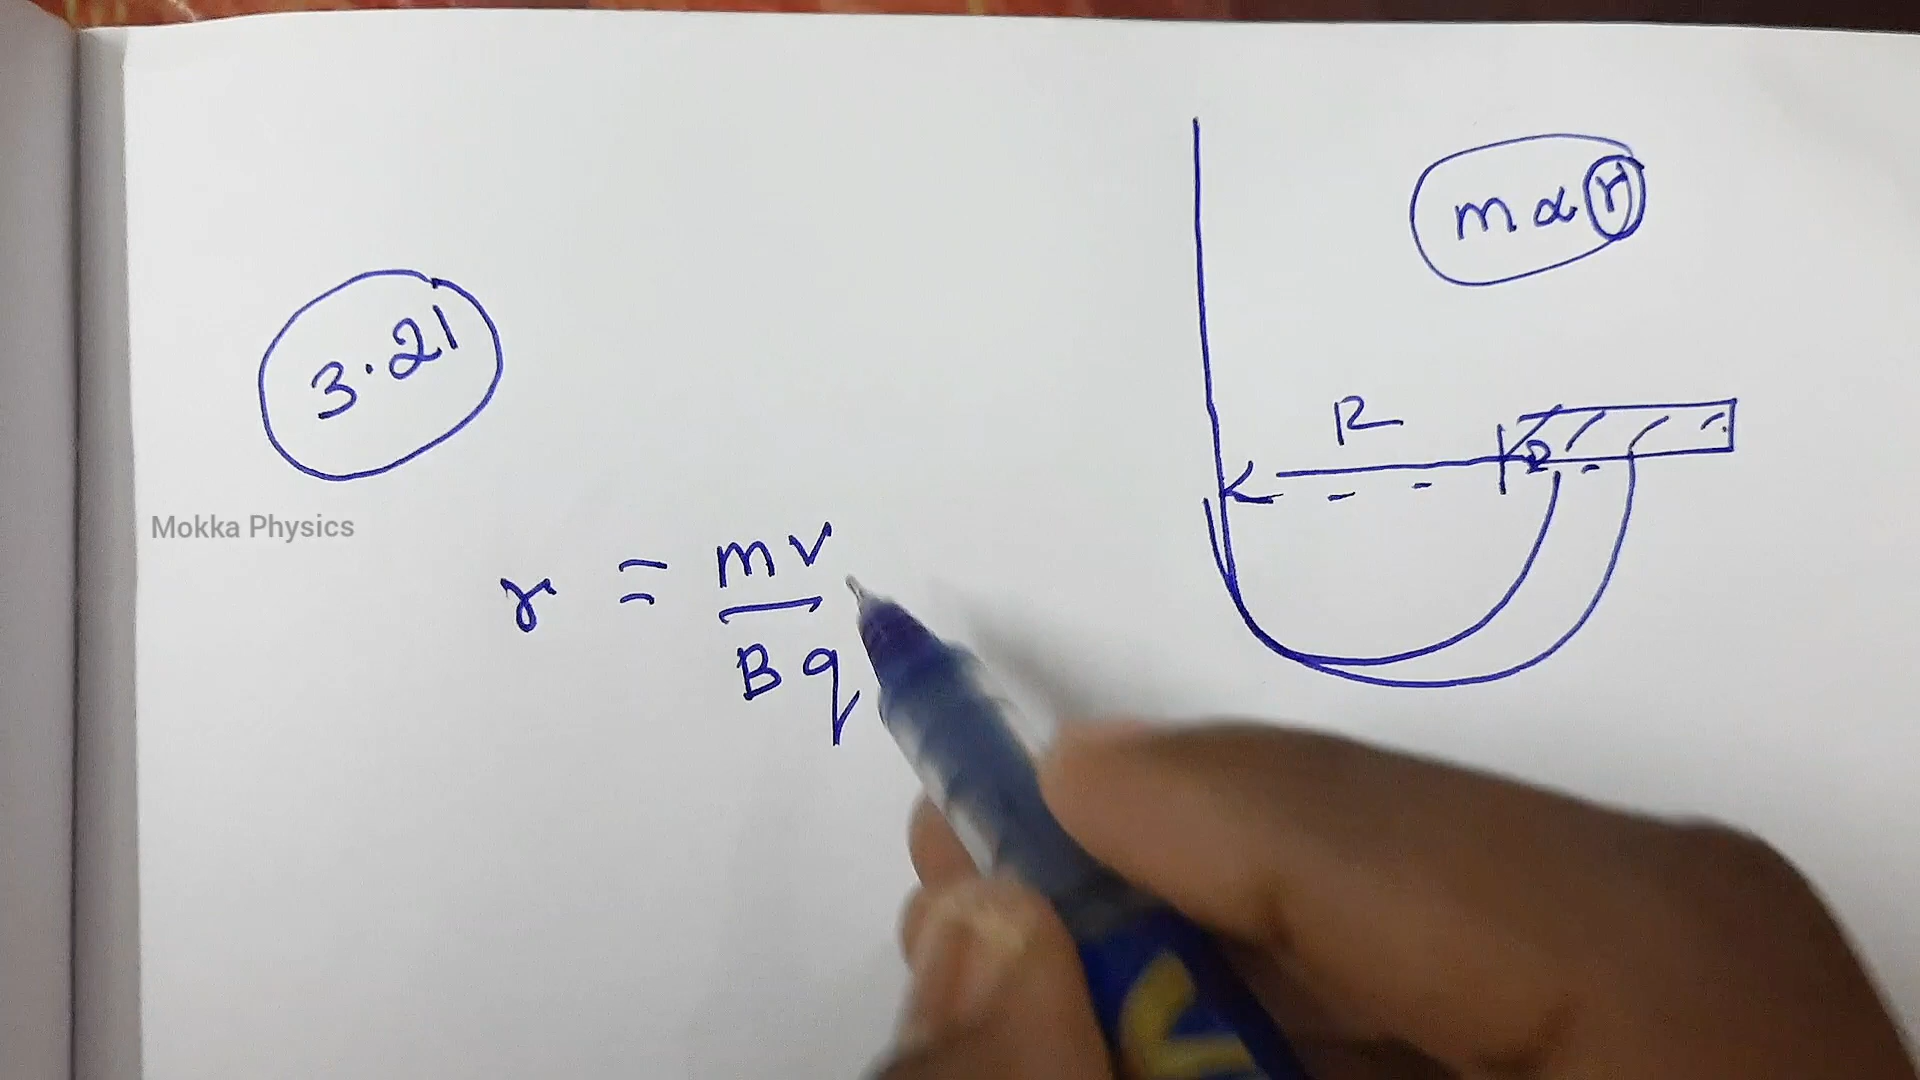 m α r
3.21
R
Mokka Physics
r = mv
Bq